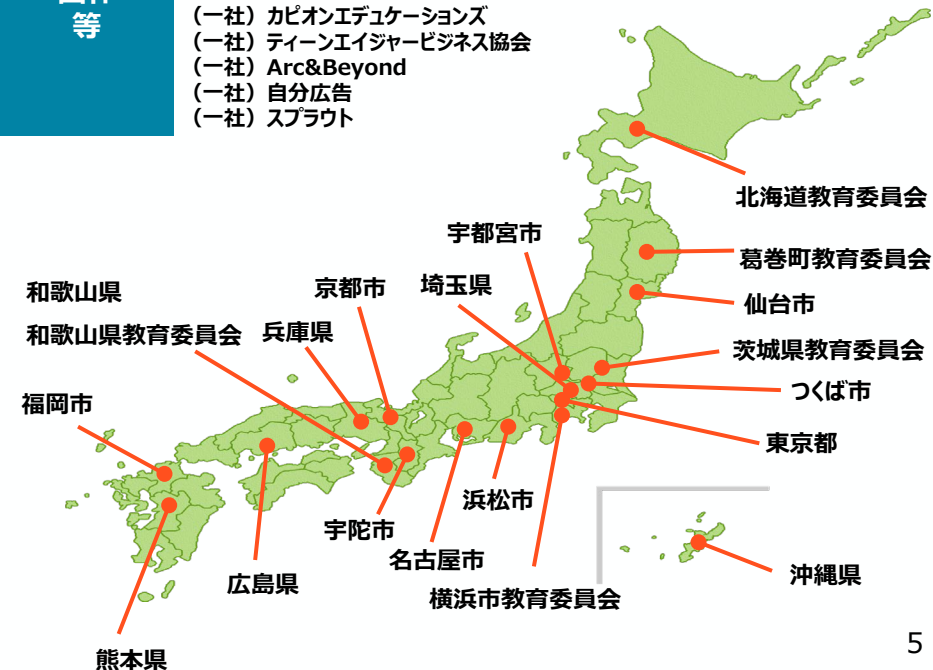 等
（一社）カピオンエデュケーションズ
（一社）ティーンエイジャービジネス協会
（一社）Arc&Beyond
（一社）自分広告
（一社）スプラウト
北海道教育委員会
宇都宮市
葛巻町教育委員会
和歌山県
京都市
埼玉県
仙台市
和歌山県教育委員会
兵庫県
茨城県教育委員会
つくば市
福岡市
東京都
浜松市
宇陀市
名古屋市
沖縄県
広島県
横浜市教育委員会
熊本県
5